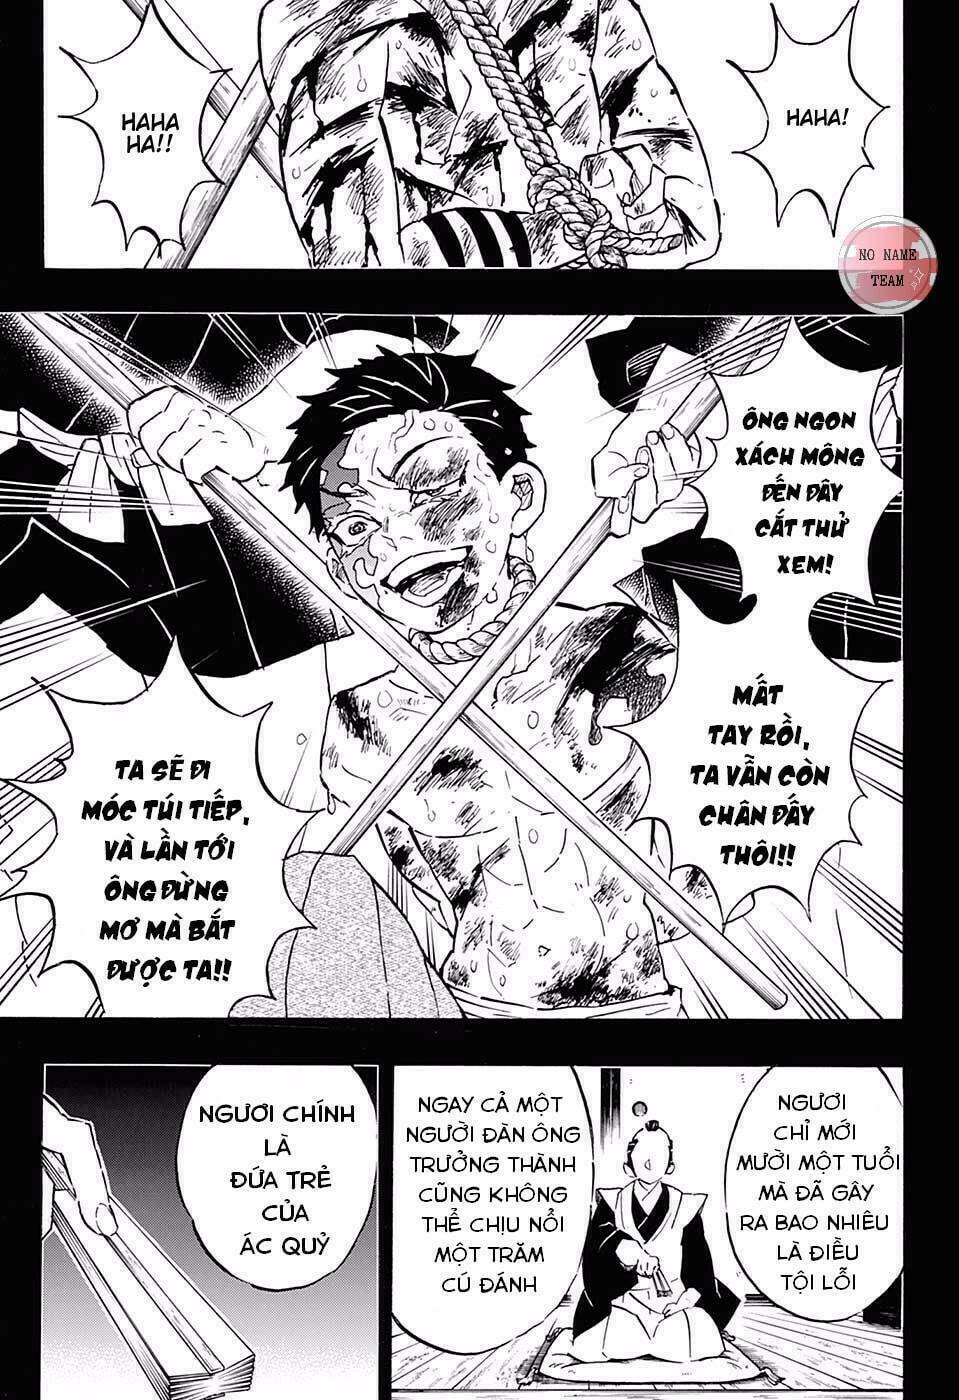 HAHA!
HAHA
HA!!
NO NAME
TEAM
ÔNG NGON
XÁCH MÔNG
ĐẾN ĐÂY
CẮT THỬ
XEM!
MẤT
TAY RỒI,
TA VẪN CÒN
CHÂN ĐẤY
THÔI!!
TA SẼ ĐI
MÓC TÚI TIẾP,
VÀ LẦN TỚI
ÔNG ĐỪNG
MƠ MÀ BẮT
ĐƯỢC TA!!
NGƯƠI
CHỈ MỚI
MƯỜI MỘT TUỔI
MÀ ĐÃ GÂY
RA BAO NHIÊU
LÀ ĐIỀU
TỘI LỖI
NGAY CẢ MỘT
NGƯỜI ĐÀN ÔNG
TRƯỞNG THÀNH
CŨNG KHÔNG
THỂ CHỊU NỔI
MỘT TRĂM
CÚ ĐÁNH
NGƯƠI CHÍNH
LÀ
ĐỨA TRẺ
CỦA
ÁC QUỶ